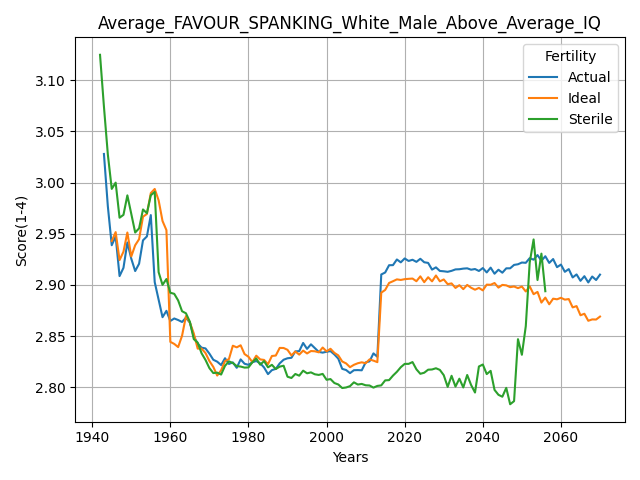 Average_FAVOUR_SPANKING_White_Male_Above_Average_IQ
Fertility
Actual
Ideal
Sterile
Score(1-4)
3.10
3.05
3.00
2.95
2.90
2.85
2.80
1940
1960
1980
2000
2020
2040
2060
Years